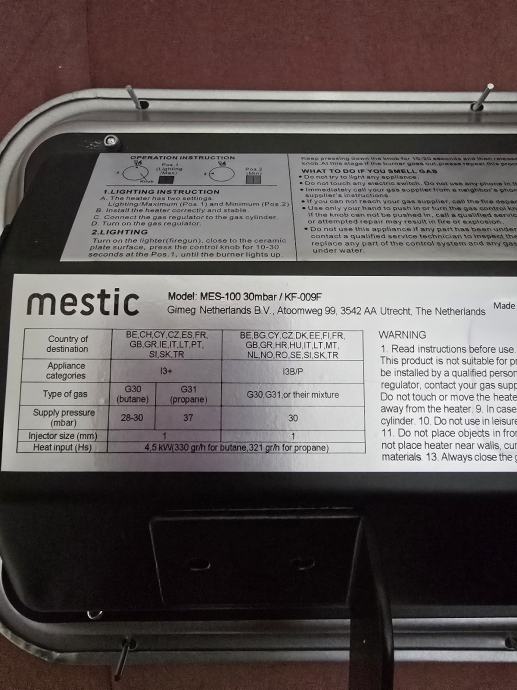 OPERATION INSTRUCTION
Pos.1
(Lighting
/Max)
Knob
Pos.2
(Min)
1.LIGHTING INSTRUCTION
A. The heater has two settings.
Lighting/Maximum (Pos.1) and Minimum (Pos.2)
B. Install the heater correctly and stable.
C. Connect the gas regulator to the gas cylinder.
D. Turn on the gas regulator.
2.LIGHTING
Turn on the lighter(firegun), close to the ceramic
plate surface, press the control knob for 10-30
seconds at the Pos.1, until the burner lights up.
Keep pressing down the knob for 10-20 seconds and then release
knob. At this stage if the burner goes out, please repeat this
WHAT TO DO IF YOU SMELL GAS
• Do not try to light any appliance.
• Do not touch any electric switch. Do not use any phone in
• Immediately call your gas supplier from a neighbor's
supplier's instructions.
• If you can not reach your gas supplier, call the fire
• Use only your hand to push in or turn the gas control
If the knob can not be pushed in, call a qualified
or attempted repair may result in fire or explosion.
• Do not use this appliance if any part has been under
contact a qualified service technician to inspect
replace any part of the control system and any gas
under water.
mestic
Model: MES-100 30mbar / KF-009F
Gimeg Netherlands B.V., Atoomweg 99, 3542 AA Utrecht, The Netherlands Made
Country of destination
BE,CH,CY,CZ,ES,FR,
GB,GR,IE,IT,LT,PT,
SI,SK,TR
BE,BG,CY,CZ,DK,EE,FI,FR,
GB,GR,HR,HU,IT,LT,MT,
NL,NO,RO,SE,SI,SK,TR
Appliance categories
I3+
I3B/P
Type of gas
G30 (butane)
G31 (propane)
G30,G31,or their mixture
Supply pressure (mbar)
28-30
37
30
Injector size (mm)
1
1
Heat input (Hs)
4,5 kW(330 gr/h for butane,321 gr/h for propane)
WARNING
1. Read instructions before use.
This product is not suitable for
be installed by a qualified
regulator, contact your gas
Do not touch or move the
away from the heater. 9. In case
cylinder. 10. Do not use in
11. Do not place objects in
not place heater near walls,
materials. 13. Always close the